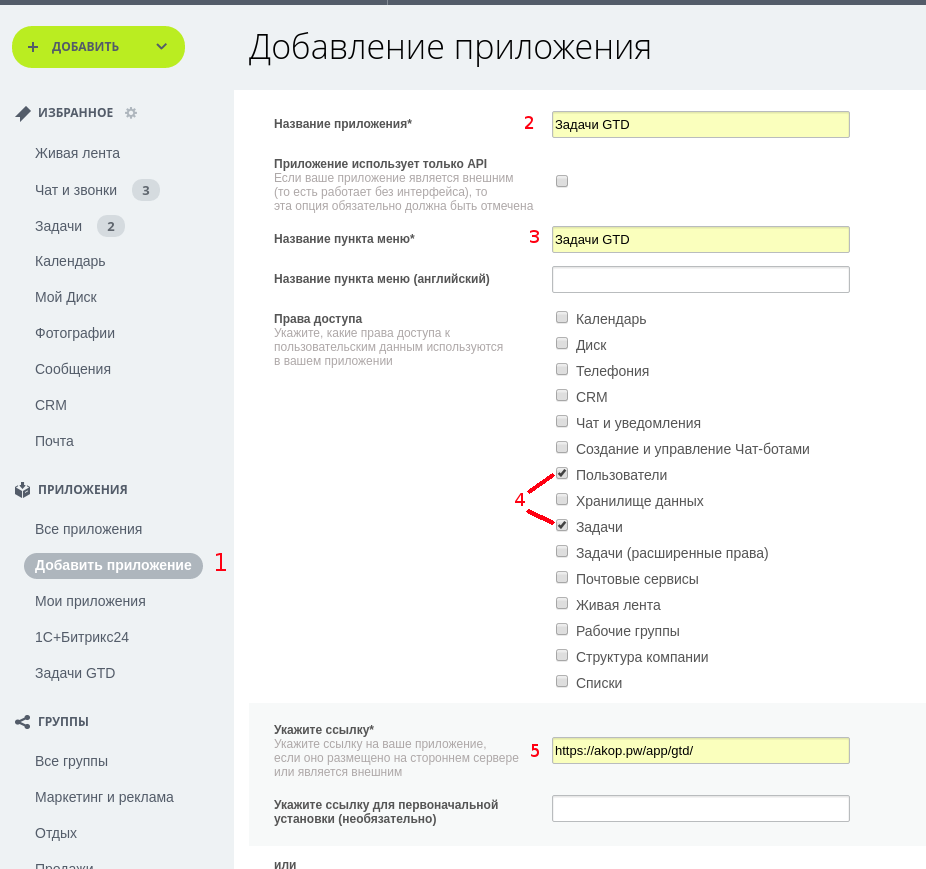 + ДОБАВИТЬ
Добавление приложения
ИЗБРАННОЕ
Живая лента
Чат и звонки 3
Задачи 2
Календарь
Мой Диск
Фотографии
Сообщения
CRM
Почта
ПРИЛОЖЕНИЯ
Все приложения
Добавить приложение 1
Мои приложения
1С+Битрикс24
Задачи GTD
ГРУППЫ
Все группы
Маркетинг и реклама
Отдых
Продажи
Название приложения* 2 Задачи GTD
Приложение использует только API
Если ваше приложение является внешним
(то есть работает без интерфейса), то
эта опция обязательно должна быть отмечена
Название пункта меню* 3 Задачи GTD
Название пункта меню (английский)
Права доступа
Укажите, какие права доступа к
пользовательским данным используются
в вашем приложении
Календарь
Диск
Телефония
CRM
Чат и уведомления
Создание и управление Чат-ботами
Пользователи
4
Хранилище данных
Задачи
Задачи (расширенные права)
Почтовые сервисы
Живая лента
Рабочие группы
Структура компании
Списки
Укажите ссылку*
Укажите ссылку на ваше приложение,
если оно размещено на стороннем сервере
или является внешним
5 https://akop.pw/app/gtd/
Укажите ссылку для первоначальной
установки (необязательно)
или